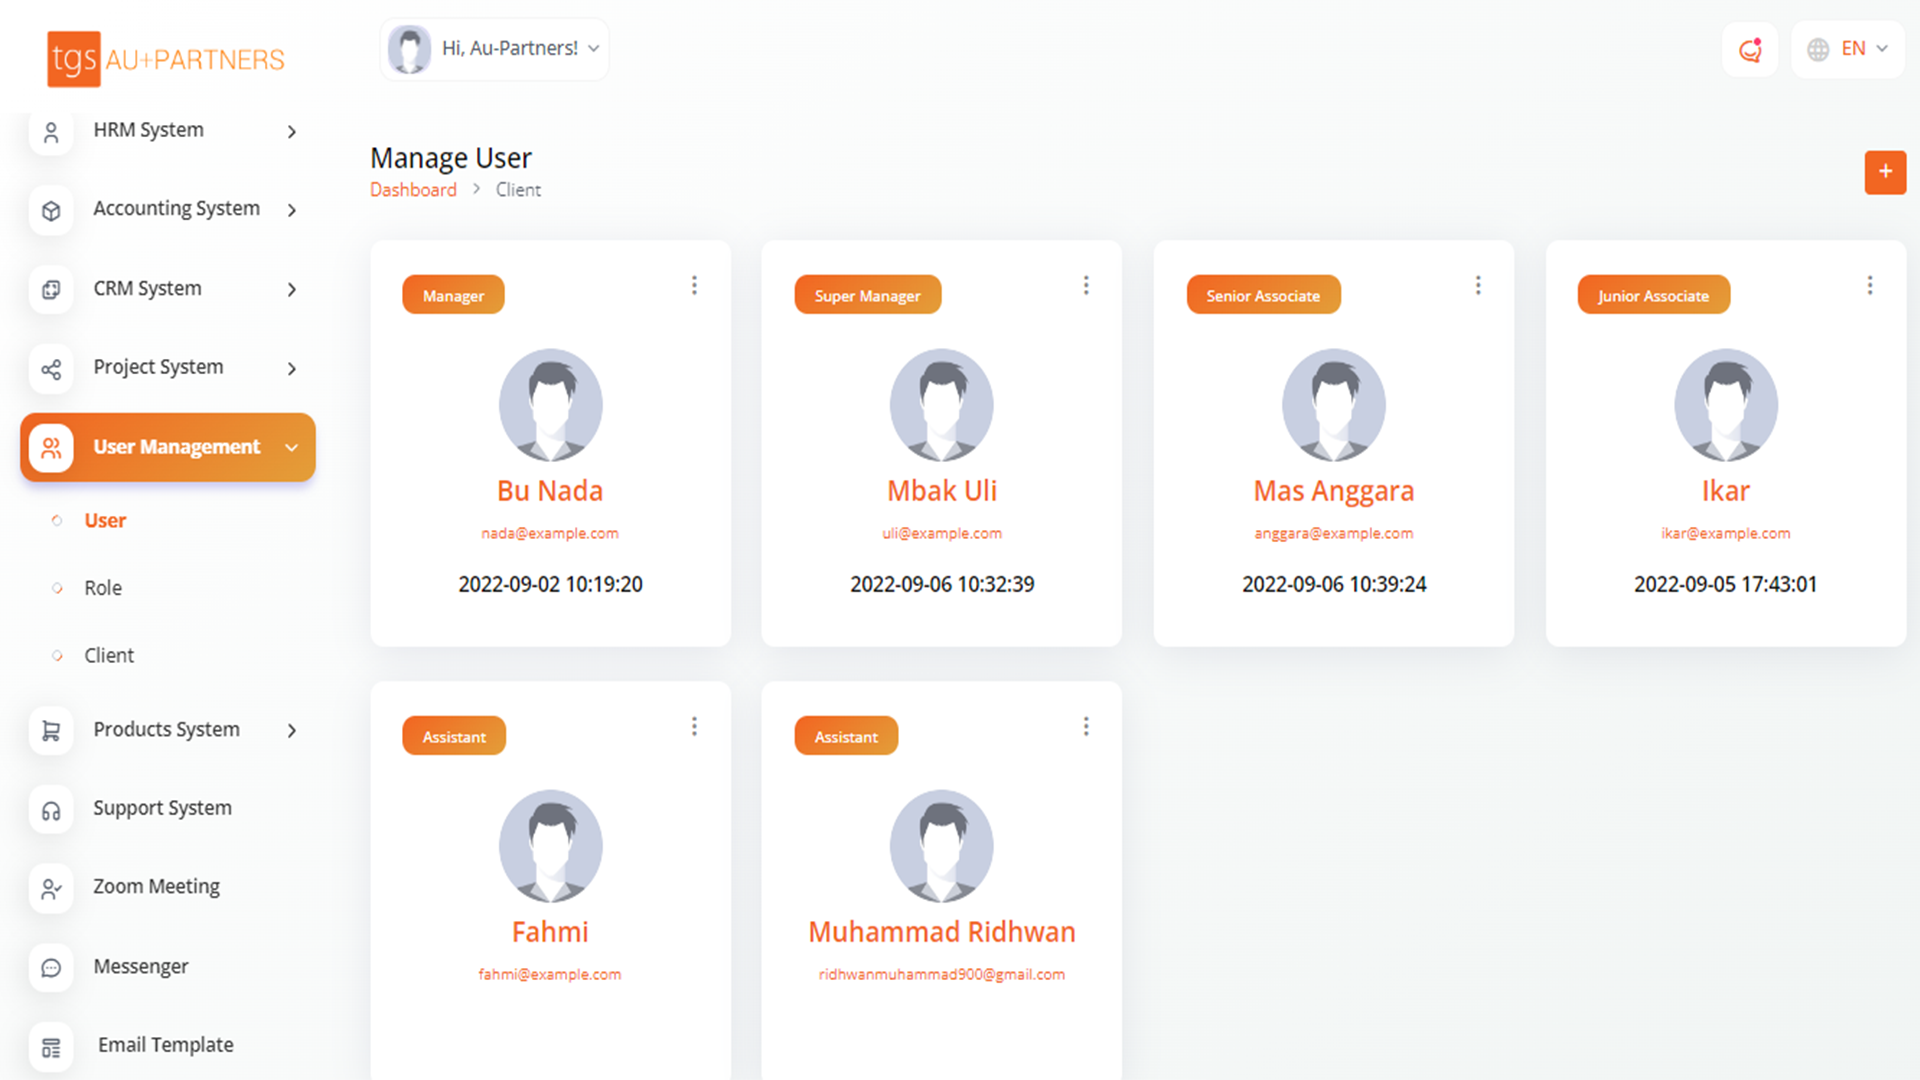 tgs AU+PARTNERS
Hi, Au-Partners!
EN
HRM System
Accounting System
CRM System
Project System
User Management
User
Role
Client
Products System
Support System
Zoom Meeting
Messenger
Email Template
Manage User
Dashboard > Client
+
Manager
Bu Nada
nada@example.com
2022-09-02 10:19:20
Super Manager
Mbak Uli
uli@example.com
2022-09-06 10:32:39
Senior Associate
Mas Anggara
anggara@example.com
2022-09-06 10:39:24
Junior Associate
Ikar
ikar@example.com
2022-09-05 17:43:01
Assistant
Fahmi
fahmi@example.com
Assistant
Muhammad Ridhwan
ridhwanmuhammad900@gmail.com